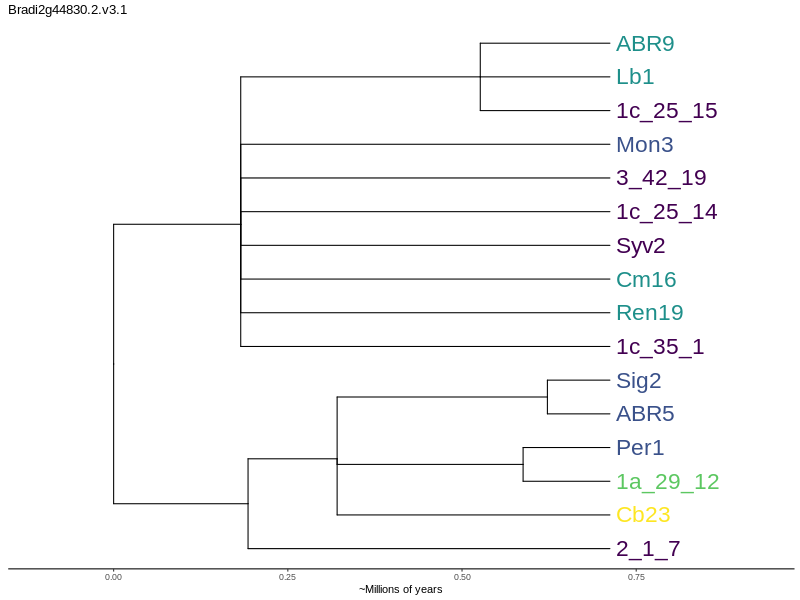 Bradi2g44830.2.v3.1
ABR9
Lb1
1c_25_15
Mon3
3_42_19
1c_25_14
Syv2
Cm16
Ren19
1c_35_1
Sig2
ABR5
Per1
1a_29_12
Cb23
2_1_7
0.00 0.25 0.50 0.75
~Millions of years